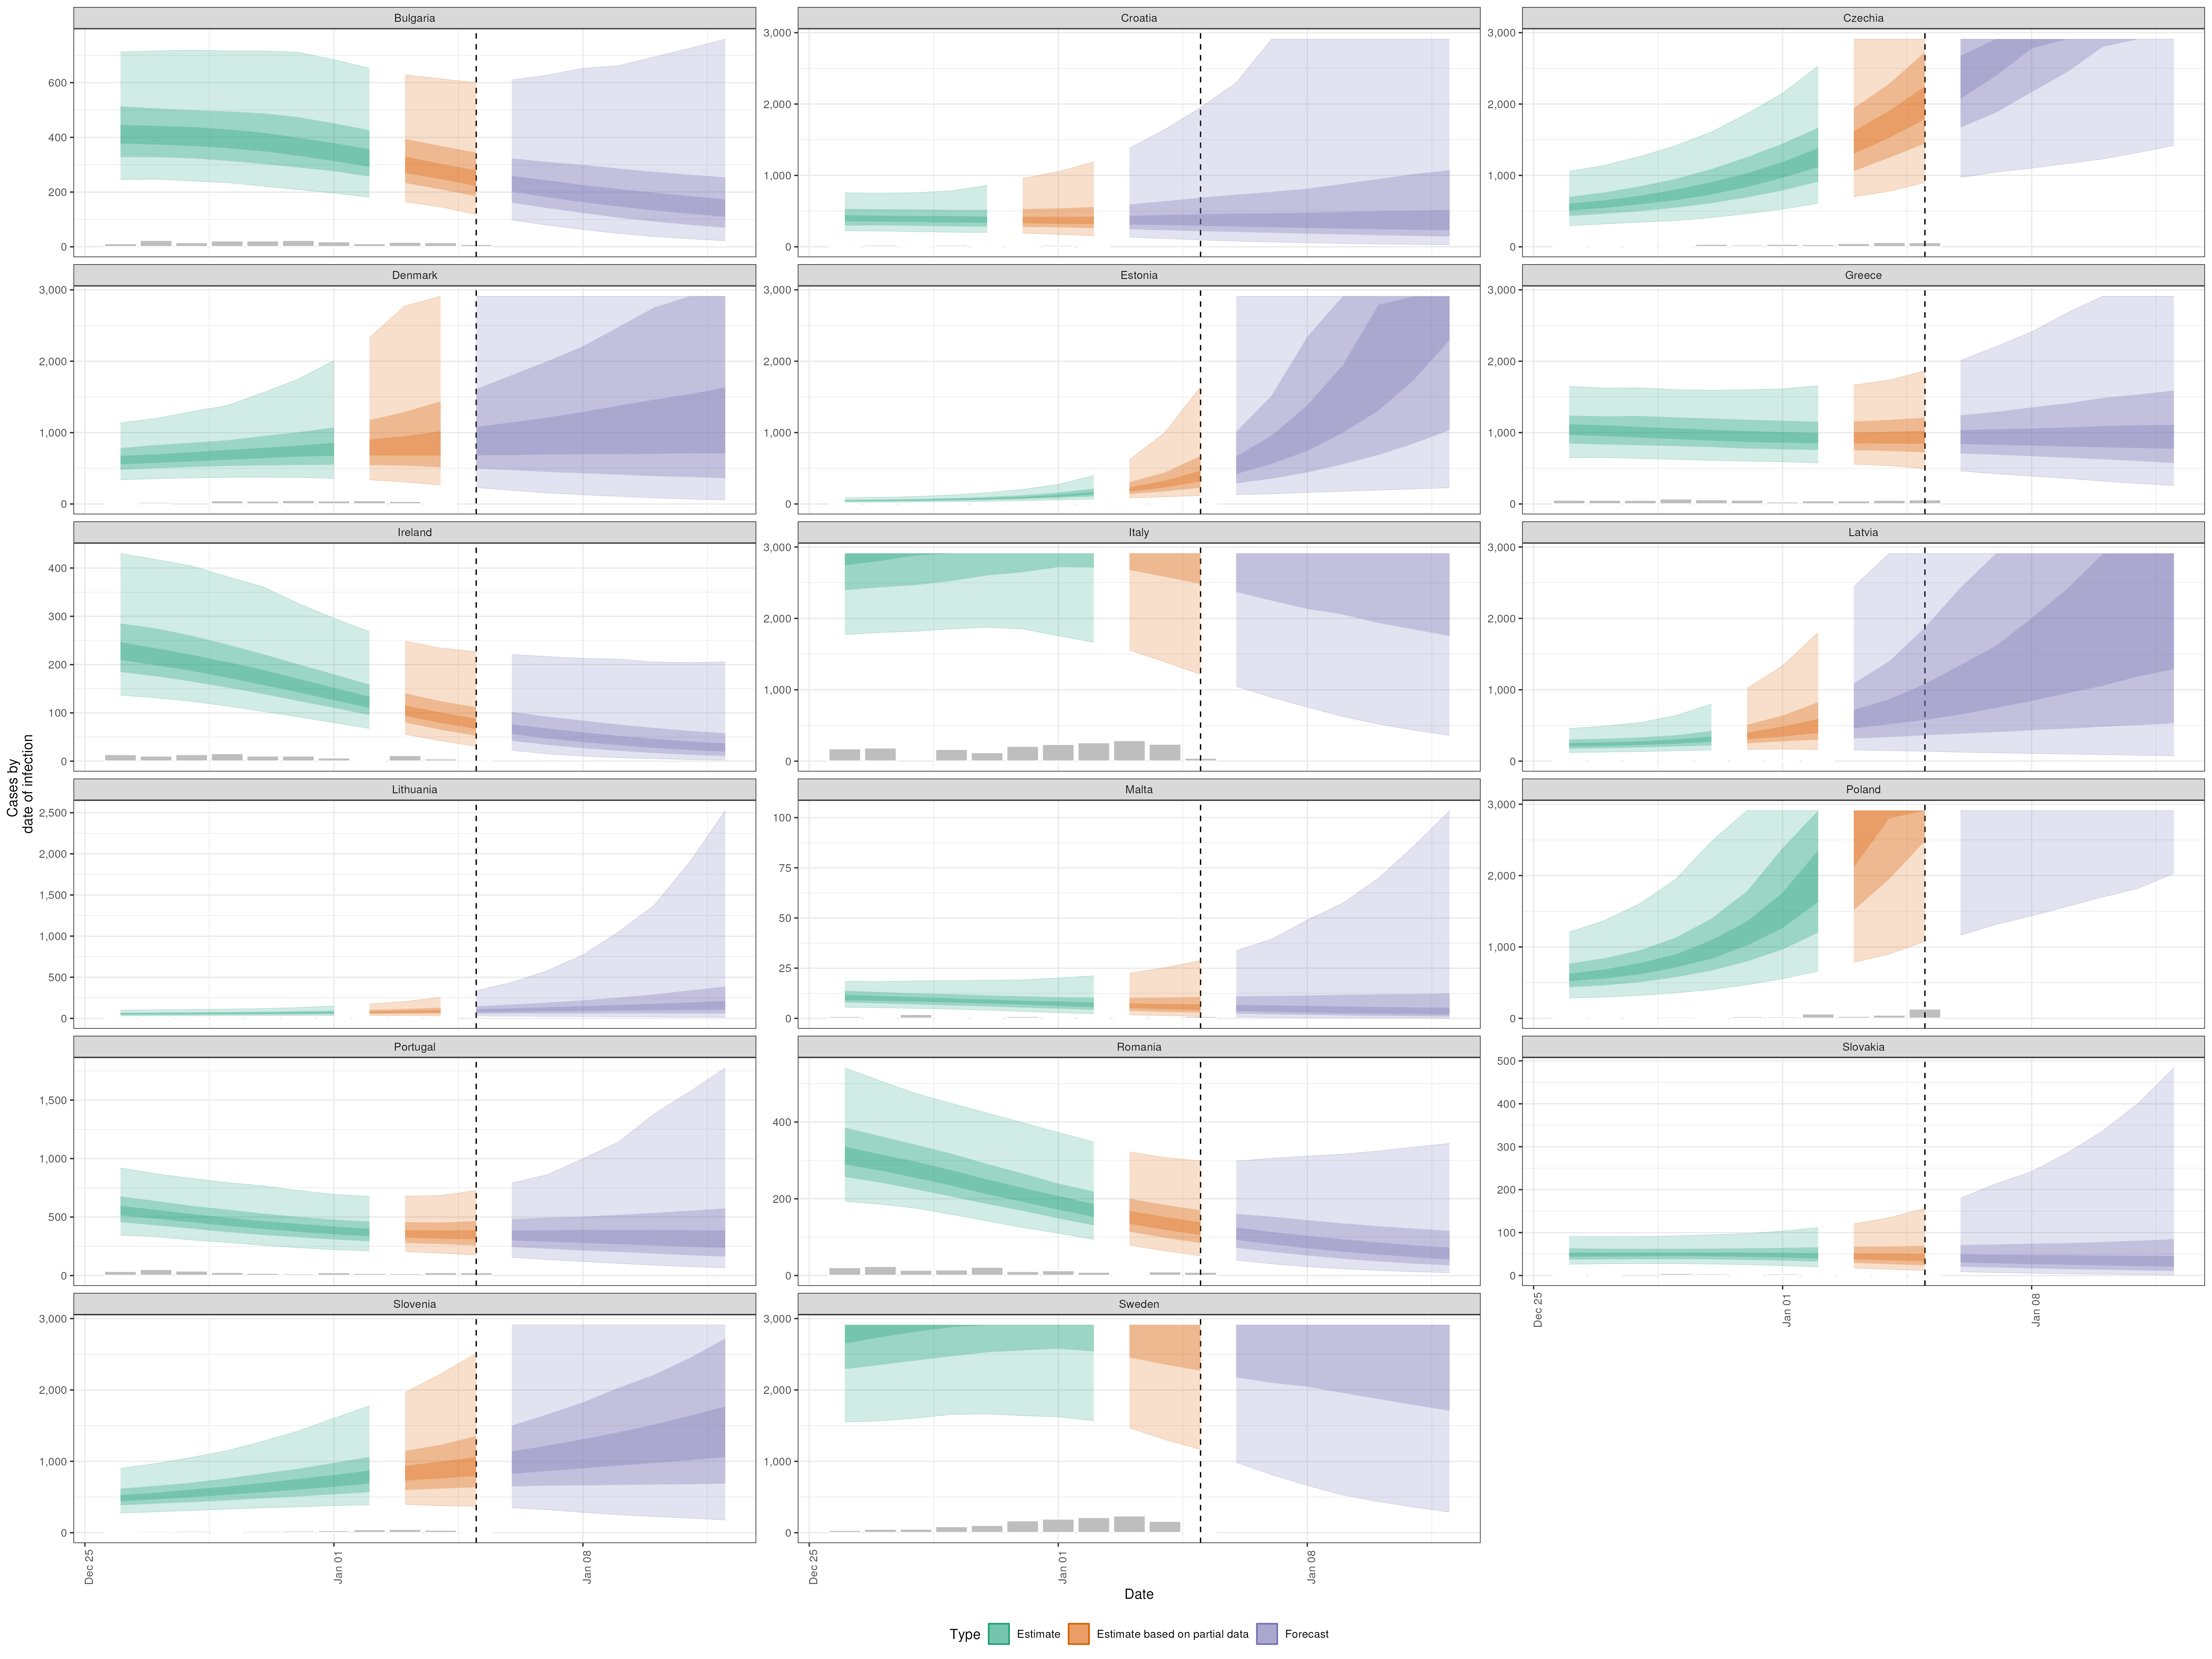 Bulgaria
Croatia
Czechia
600
400
200
0
3,000
2,000
1,000
0
3,000
2,000
1,000
0
Denmark
Estonia
Greece
3,000
2,000
1,000
0
3,000
2,000
1,000
0
3,000
2,000
1,000
0
Ireland
Italy
Latvia
400
300
200
100
0
3,000
2,000
1,000
0
3,000
2,000
1,000
0
Cases by
date of infection
Lithuania
Malta
Poland
2,500
2,000
1,500
1,000
500
0
100
75
50
25
0
3,000
2,000
1,000
0
Portugal
Romania
Slovakia
1,500
1,000
500
0
400
200
0
500
400
300
200
100
0
Dec 25
Jan 01
Jan 08
Slovenia
Sweden
3,000
2,000
1,000
0
3,000
2,000
1,000
0
Dec 25
Jan 01
Jan 08
Dec 25
Jan 01
Jan 08
Date
Type Estimate Estimate based on partial data Forecast